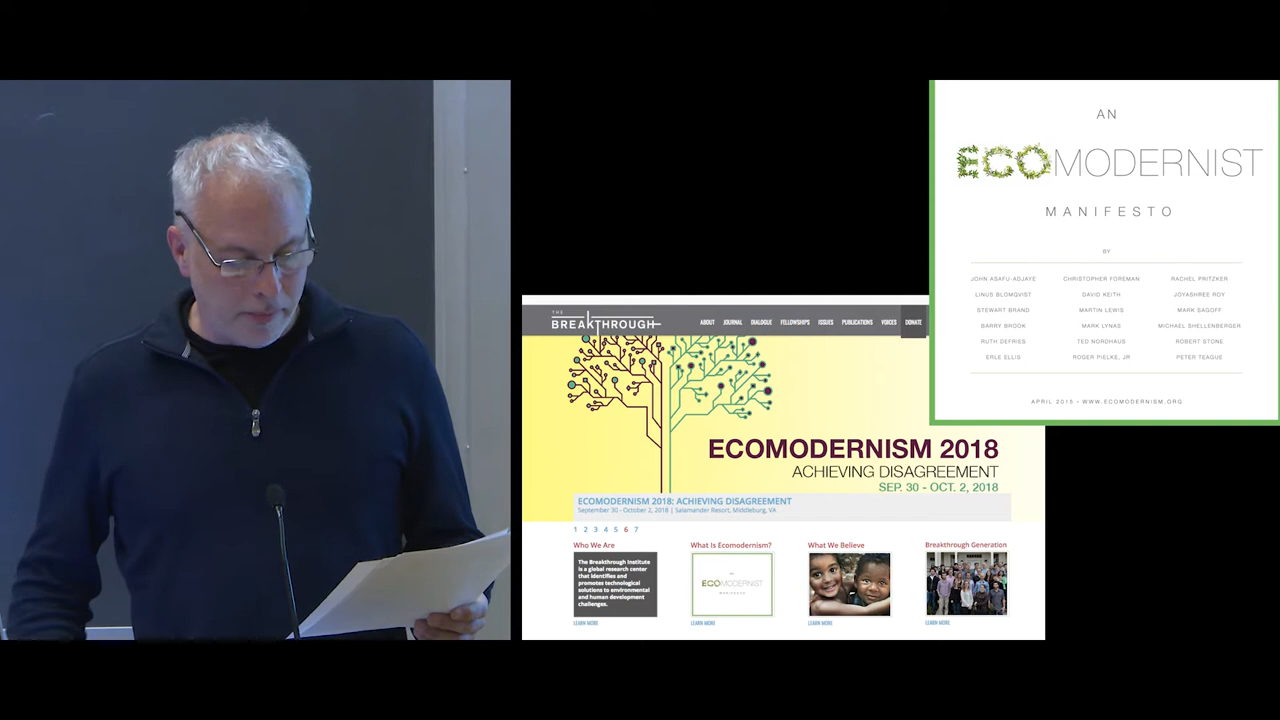 AN
ECOMODERNIST
MANIFESTO
BY
JOHN ASAFU-ADJAYE CHRISTOPHER FOREMAN RACHEL PRITZKER
LINUS BLOMQVIST DAVID KEITH JOYASHREE ROY
STEWART BRAND MARTIN LEWIS MARK SAGOFF
BARRY BROOK MARK LYNAS MICHAEL SHELLENBERGER
RUTH DEFRIES TED NORDHAUS ROBERT STONE
ERLE ELLIS ROGER PIELKE, JR PETER TEAGUE
APRIL 2015 • WWW.ECOMODERNISM.ORG
THE
BREAKTHROUGH
ABOUT JOURNAL DIALOGUE FELLOWSHIPS ISSUES PUBLICATIONS VOICES DONATE
ECOMODERNISM 2018
ACHIEVING DISAGREEMENT
SEP. 30 - OCT. 2, 2018
ECOMODERNISM 2018: ACHIEVING DISAGREEMENT
September 30 - October 2, 2018 | Salamander Resort, Middleburg, VA
1 2 3 4 5 6 7
Who We Are What Is Ecomodernism? What We Believe Breakthrough Generation
The Breakthrough Institute
is a global research center
that identifies and
promotes technological
solutions to environmental
and human development
challenges.
ECOMODERNIST
MANIFESTO
LEARN MORE LEARN MORE LEARN MORE LEARN MORE